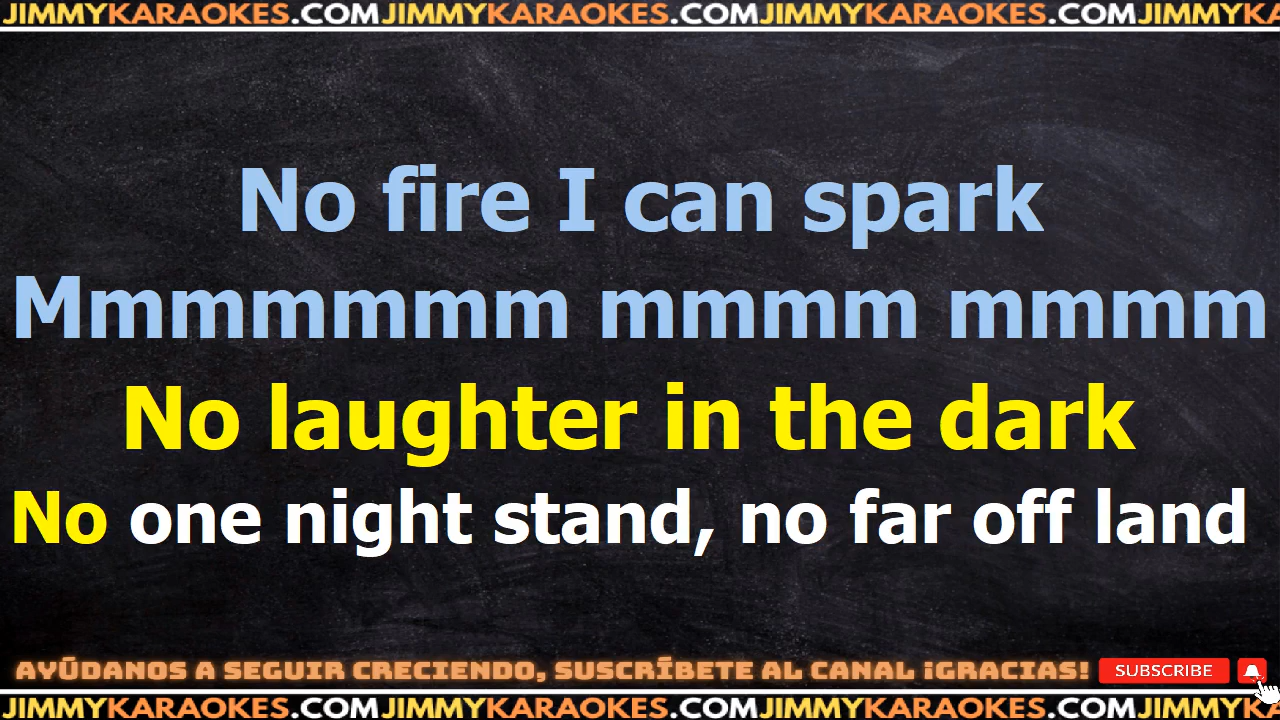 JIMMYKARAOKES.COMJIMMYKARAOKES.COMJIMMYKARAOKES.COMJIMMYKA
No fire I can spark
Mmmmmmm mmmm mmmm
No laughter in the dark
No one night stand, no far off land
AYÚDANOS A SEGUIR CRECIENDO, SUSCRÍBETE AL CANAL ¡GRACIAS! SUBSCRIBE
JIMMYKARAOKES.COMJIMMYKARAOKES.COMJIMMYKARAOKES.COMJIMMYKA